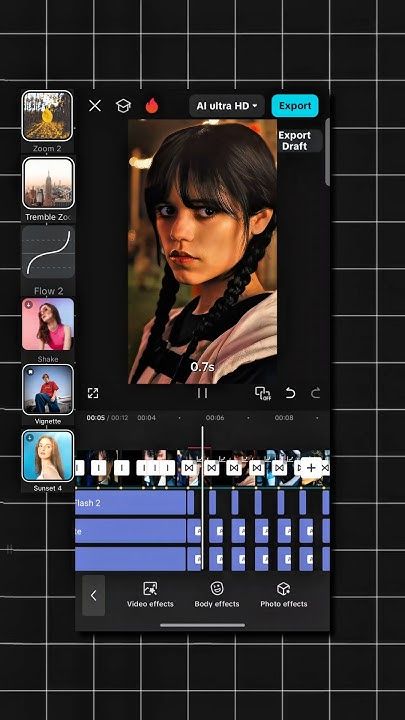 AI ultra HD
Export
Export
Draft
Zoom 2
Tremble Zo
Flow 2
Shake
Vignette
Sunset 4
0.7s
OFF
00:05 / 00:12
00:04
00:06
00:08
Flash 2
te
Video effects
Body effects
Photo effects